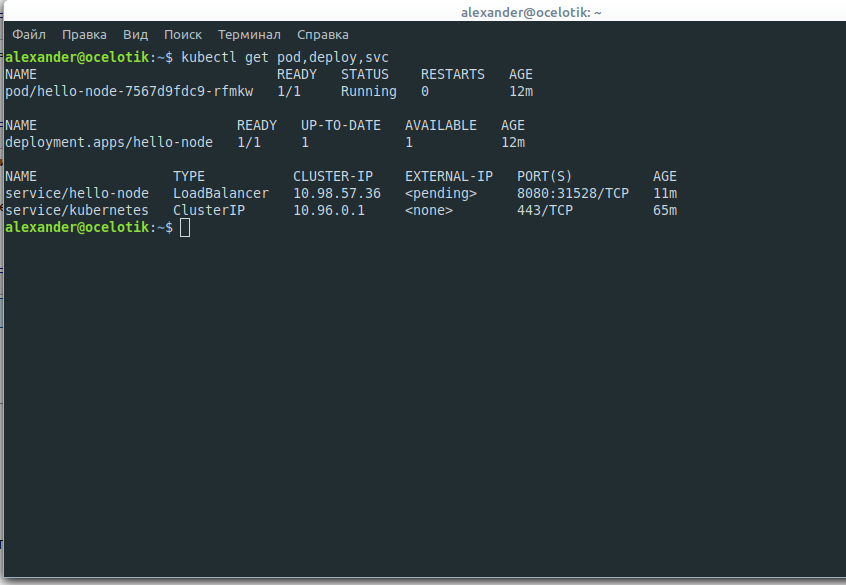 alexander@ocelotik: ~
Файл Правка Вид Поиск Терминал Справка
alexander@ocelotik:~$ kubectl get pod,deploy,svc
NAME READY STATUS RESTARTS AGE
pod/hello-node-7567d9fdc9-rfmkw 1/1 Running 0 12m
NAME READY UP-TO-DATE AVAILABLE AGE
deployment.apps/hello-node 1/1 1 1 12m
NAME TYPE CLUSTER-IP EXTERNAL-IP PORT(S) AGE
service/hello-node LoadBalancer 10.98.57.36 <pending> 8080:31528/TCP 11m
service/kubernetes ClusterIP 10.96.0.1 <none> 443/TCP 65m
alexander@ocelotik:~$